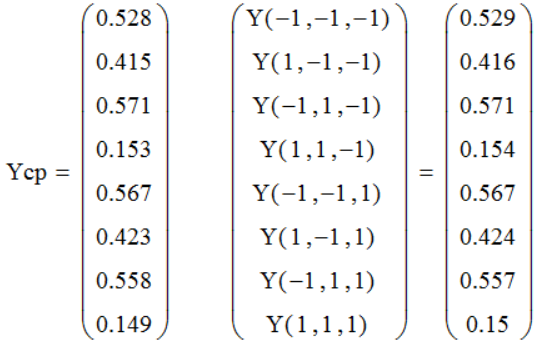 0.528 Y(−1,−1,−1) 0.529
0.415 Y(1,−1,−1) 0.416
0.571 Y(−1,1,−1) 0.571
0.153 Y(1,1,−1) 0.154
Yср = 0.567 Y(−1,−1,1) = 0.567
0.423 Y(1,−1,1) 0.424
0.558 Y(−1,1,1) 0.557
0.149 Y(1,1,1) 0.15